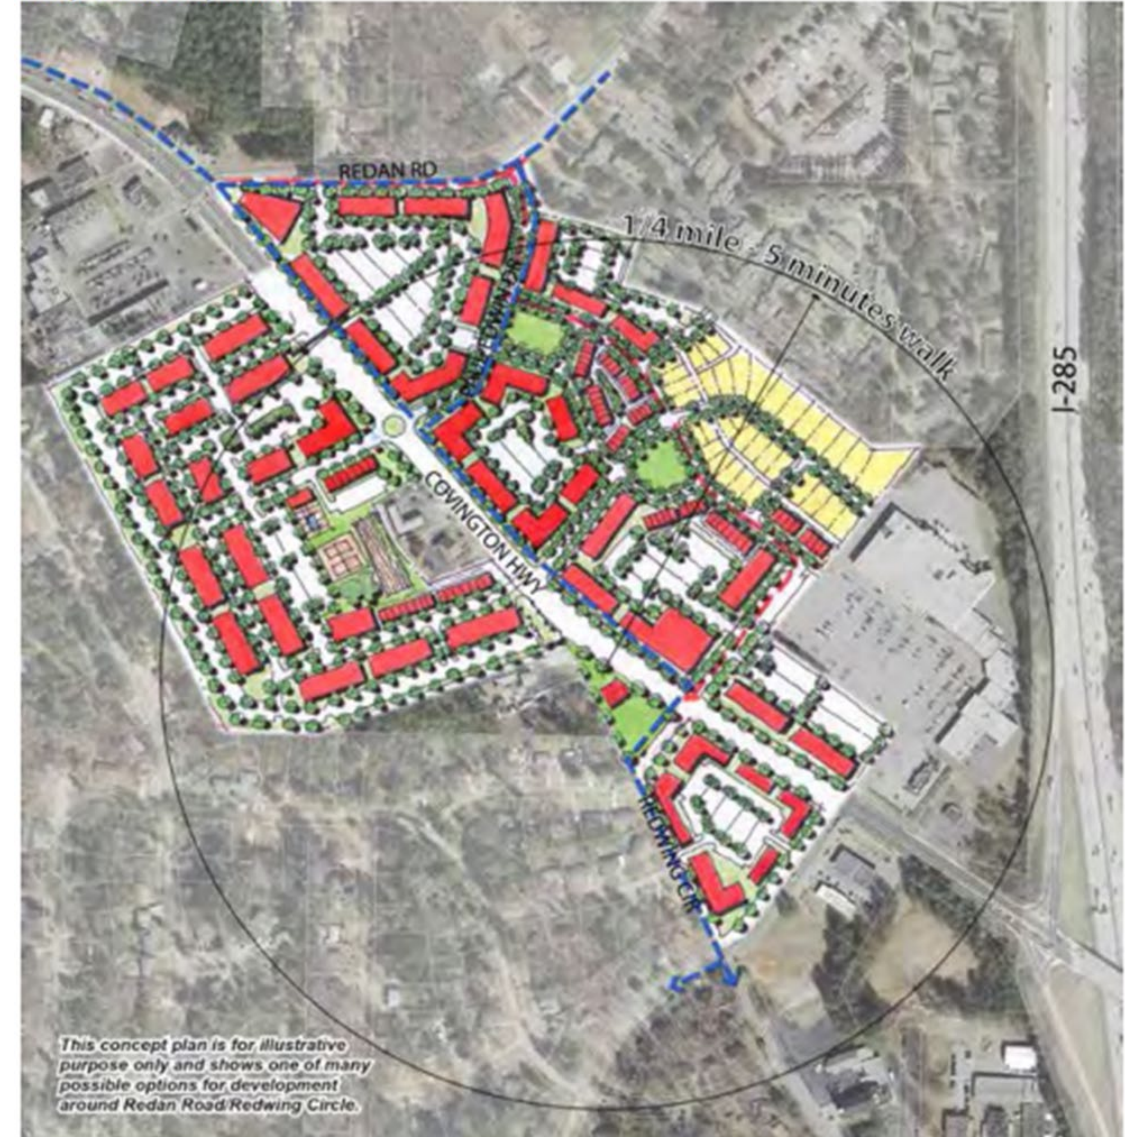 REDAN RD
1/4 mile - 5 minutes walk
I-285
COVINGTON HWY
REDWING CIR
This concept plan is for illustrative
purpose only and shows one of many
possible options for development
around Redan Road/Redwing Circle.